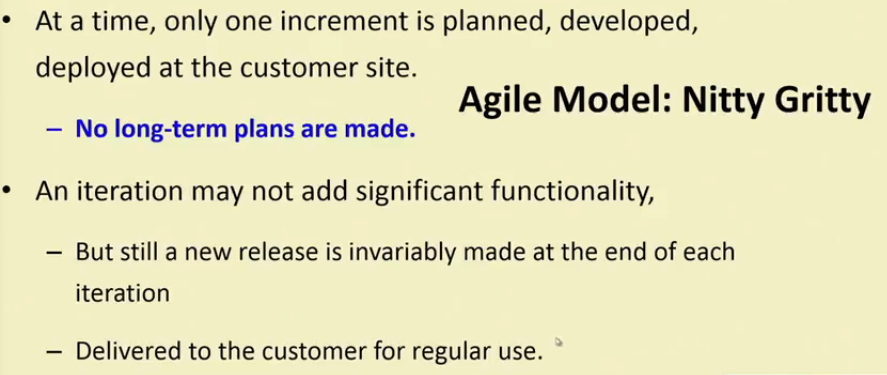 • At a time, only one increment is planned, developed,
deployed at the customer site.
Agile Model: Nitty Gritty
– No long-term plans are made.
• An iteration may not add significant functionality,
– But still a new release is invariably made at the end of each
iteration
– Delivered to the customer for regular use.